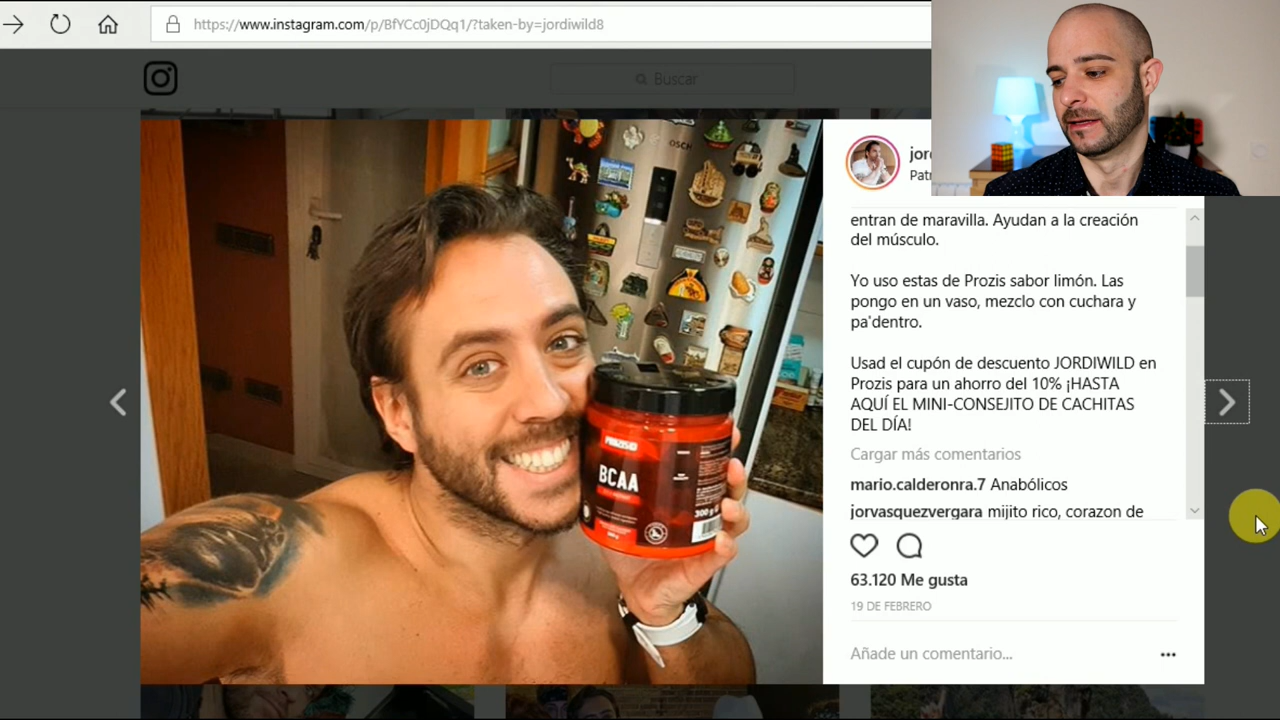 https://www.instagram.com/p/BfYCc0jDQq1/?taken-by=jordiwild8
Buscar
OSCH
jor
Patr
entran de maravilla. Ayudan a la creación
del músculo.
Yo uso estas de Prozis sabor limón. Las
pongo en un vaso, mezclo con cuchara y
pa'dentro.
Usad el cupón de descuento JORDIWILD en
Prozis para un ahorro del 10% ¡HASTA
AQUÍ EL MINI-CONSEJITO DE CACHITAS
DEL DÍA!
Cargar más comentarios
mario.calderonra.7 Anabólicos
jorvasquezvergara mijito rico, corazon de
63.120 Me gusta
19 DE FEBRERO
Añade un comentario...
PROZIS
BCAA
300 g